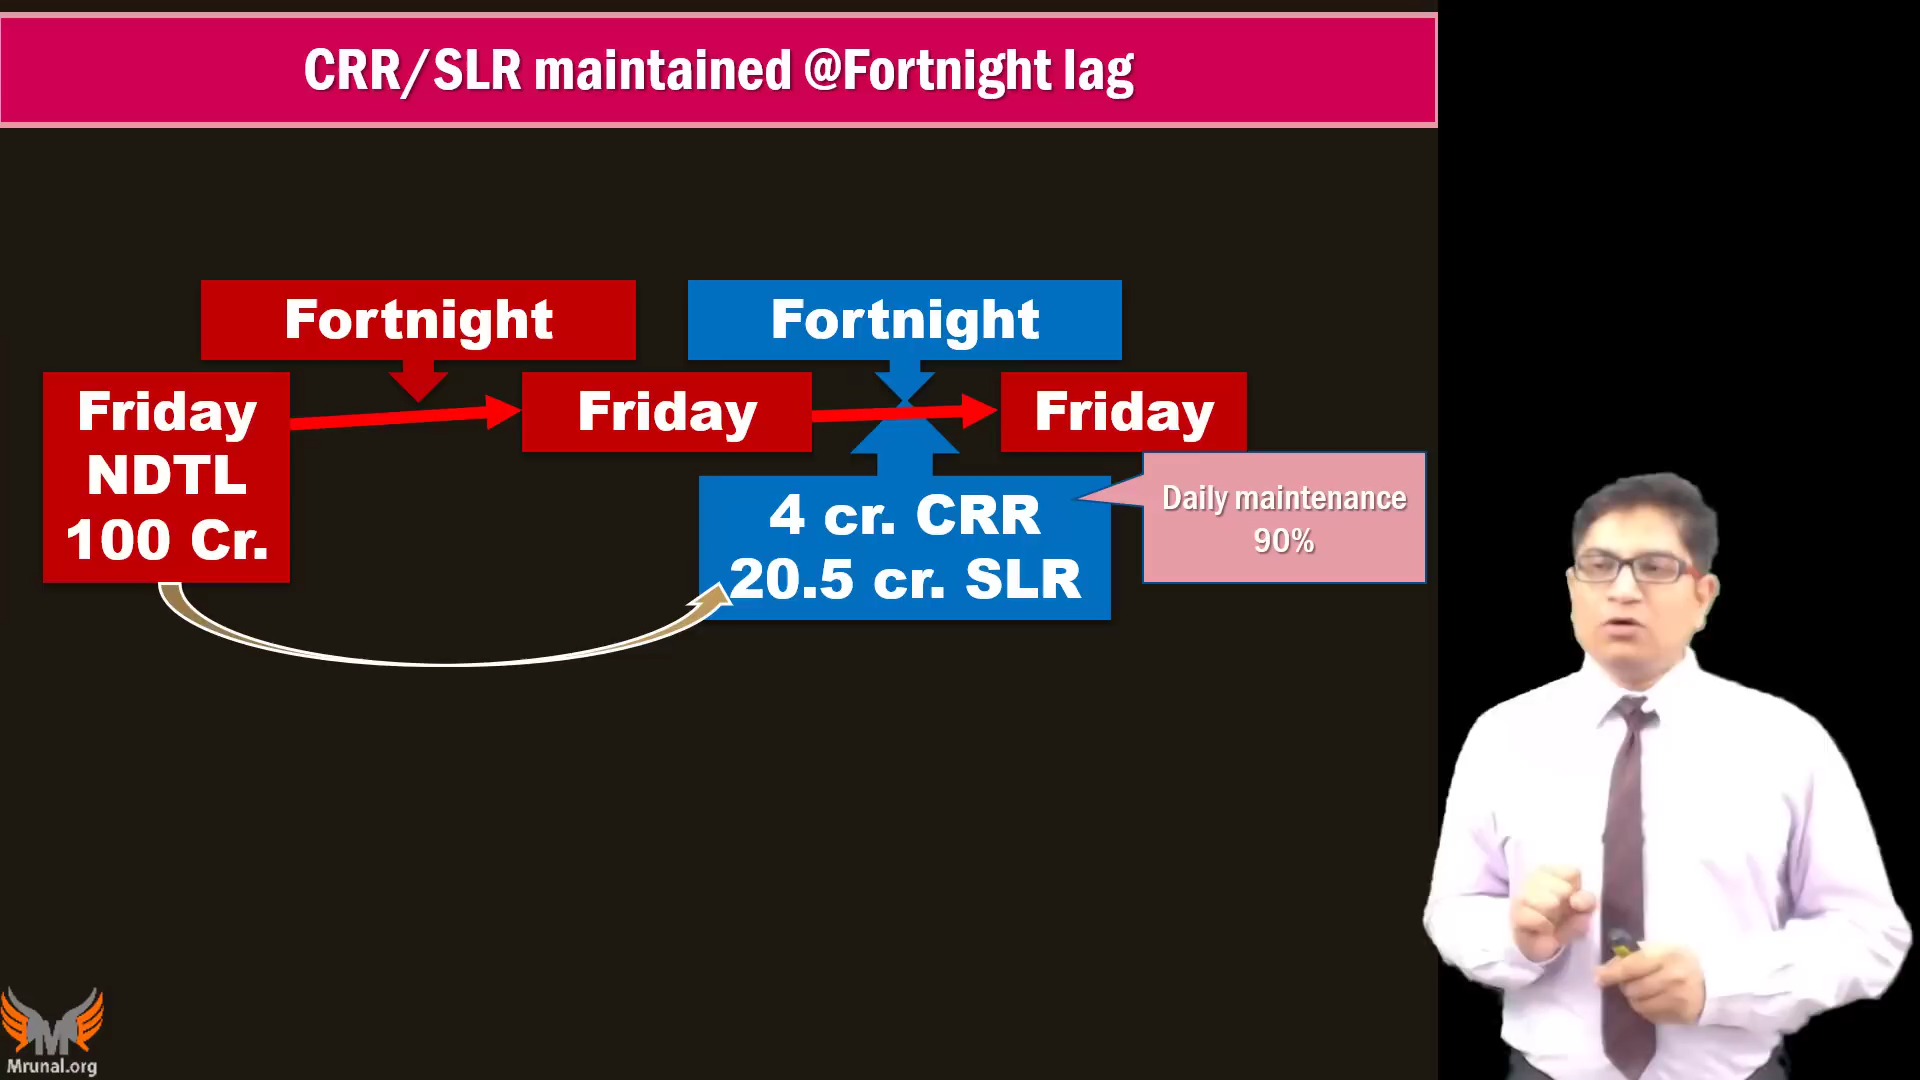 CRR/SLR maintained @Fortnight lag
Fortnight
Fortnight
Friday
NDTL
100 Cr.
Friday
Friday
4 cr. CRR
20.5 cr. SLR
Daily maintenance
90%
M
Mrunal.org